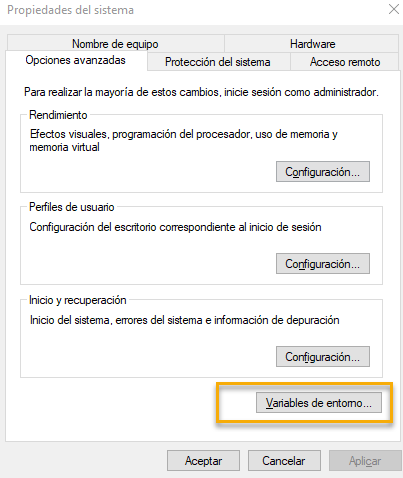 Propiedades del sistema
Nombre de equipo
Hardware
Opciones avanzadas
Protección del sistema
Acceso remoto
Para realizar la mayoría de estos cambios, inicie sesión como administrador.
Rendimiento
Efectos visuales, programación del procesador, uso de memoria y
memoria virtual
Configuración...
Perfiles de usuario
Configuración del escritorio correspondiente al inicio de sesión
Configuración...
Inicio y recuperación
Inicio del sistema, errores del sistema e información de depuración
Configuración...
Variables de entorno...
Aceptar
Cancelar
Aplicar